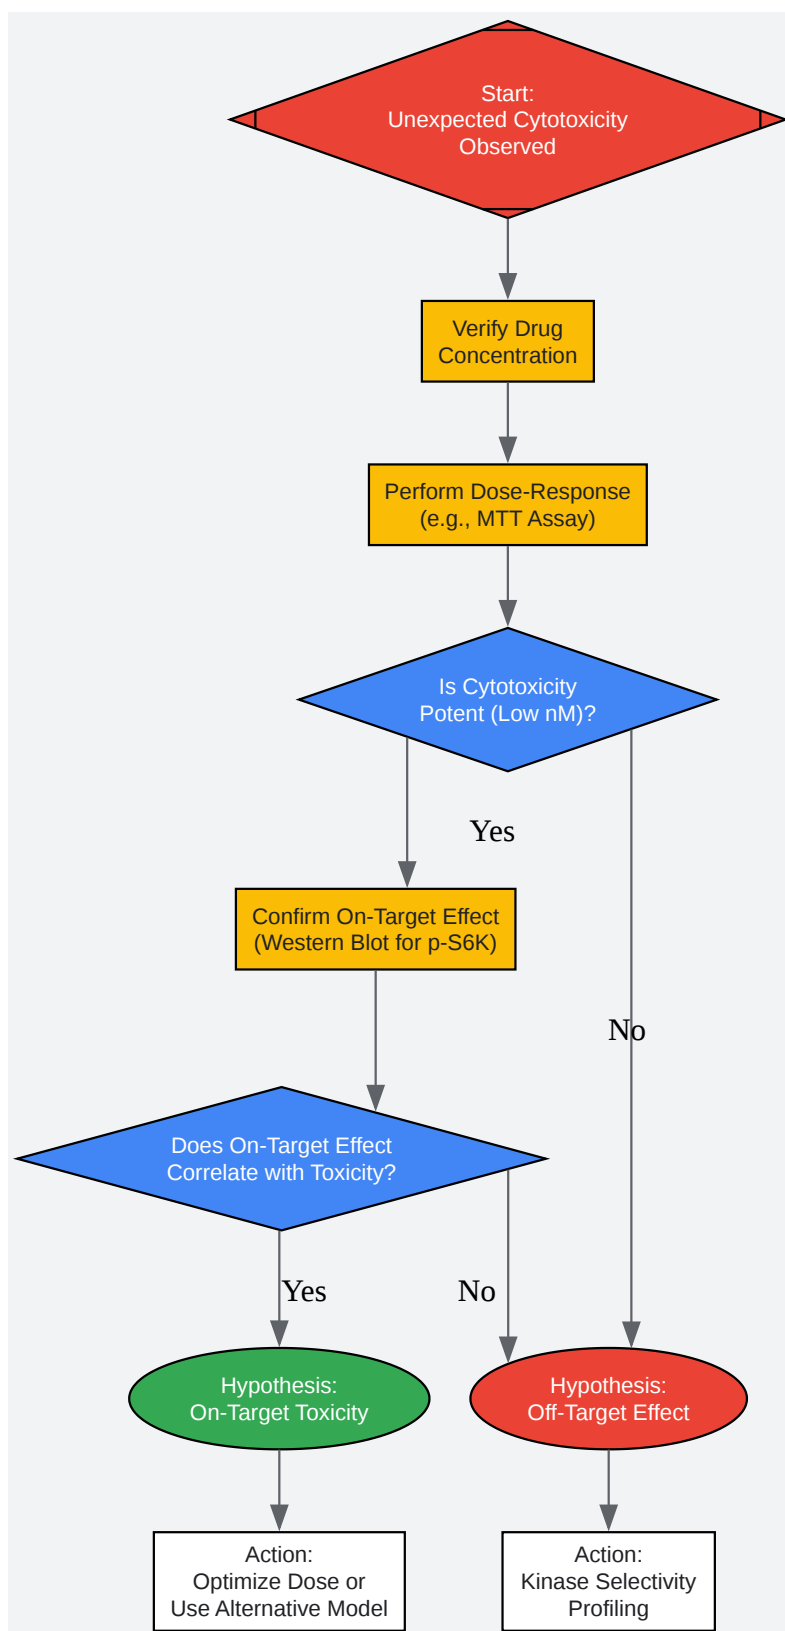 Start:
Unexpected Cytotoxicity
Observed
Verify Drug
Concentration
Perform Dose-Response
(e.g., MTT Assay)
Is Cytotoxicity
Potent (Low nM)?
Yes
Confirm On-Target Effect
(Western Blot for p-S6K)
No
Does On-Target Effect
Correlate with Toxicity?
Yes
No
Hypothesis:
On-Target Toxicity
Hypothesis:
Off-Target Effect
Action:
Optimize Dose or
Use Alternative Model
Action:
Kinase Selectivity
Profiling